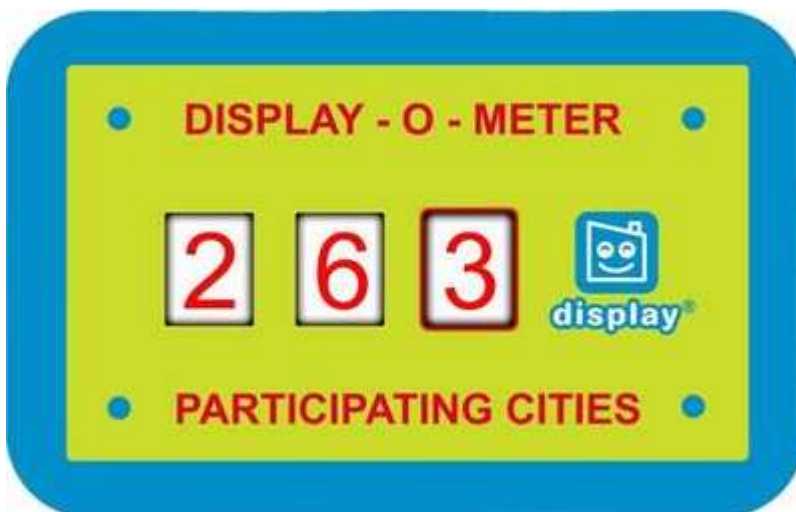 DISPLAY - O - METER
2 6 3
display®
PARTICIPATING CITIES